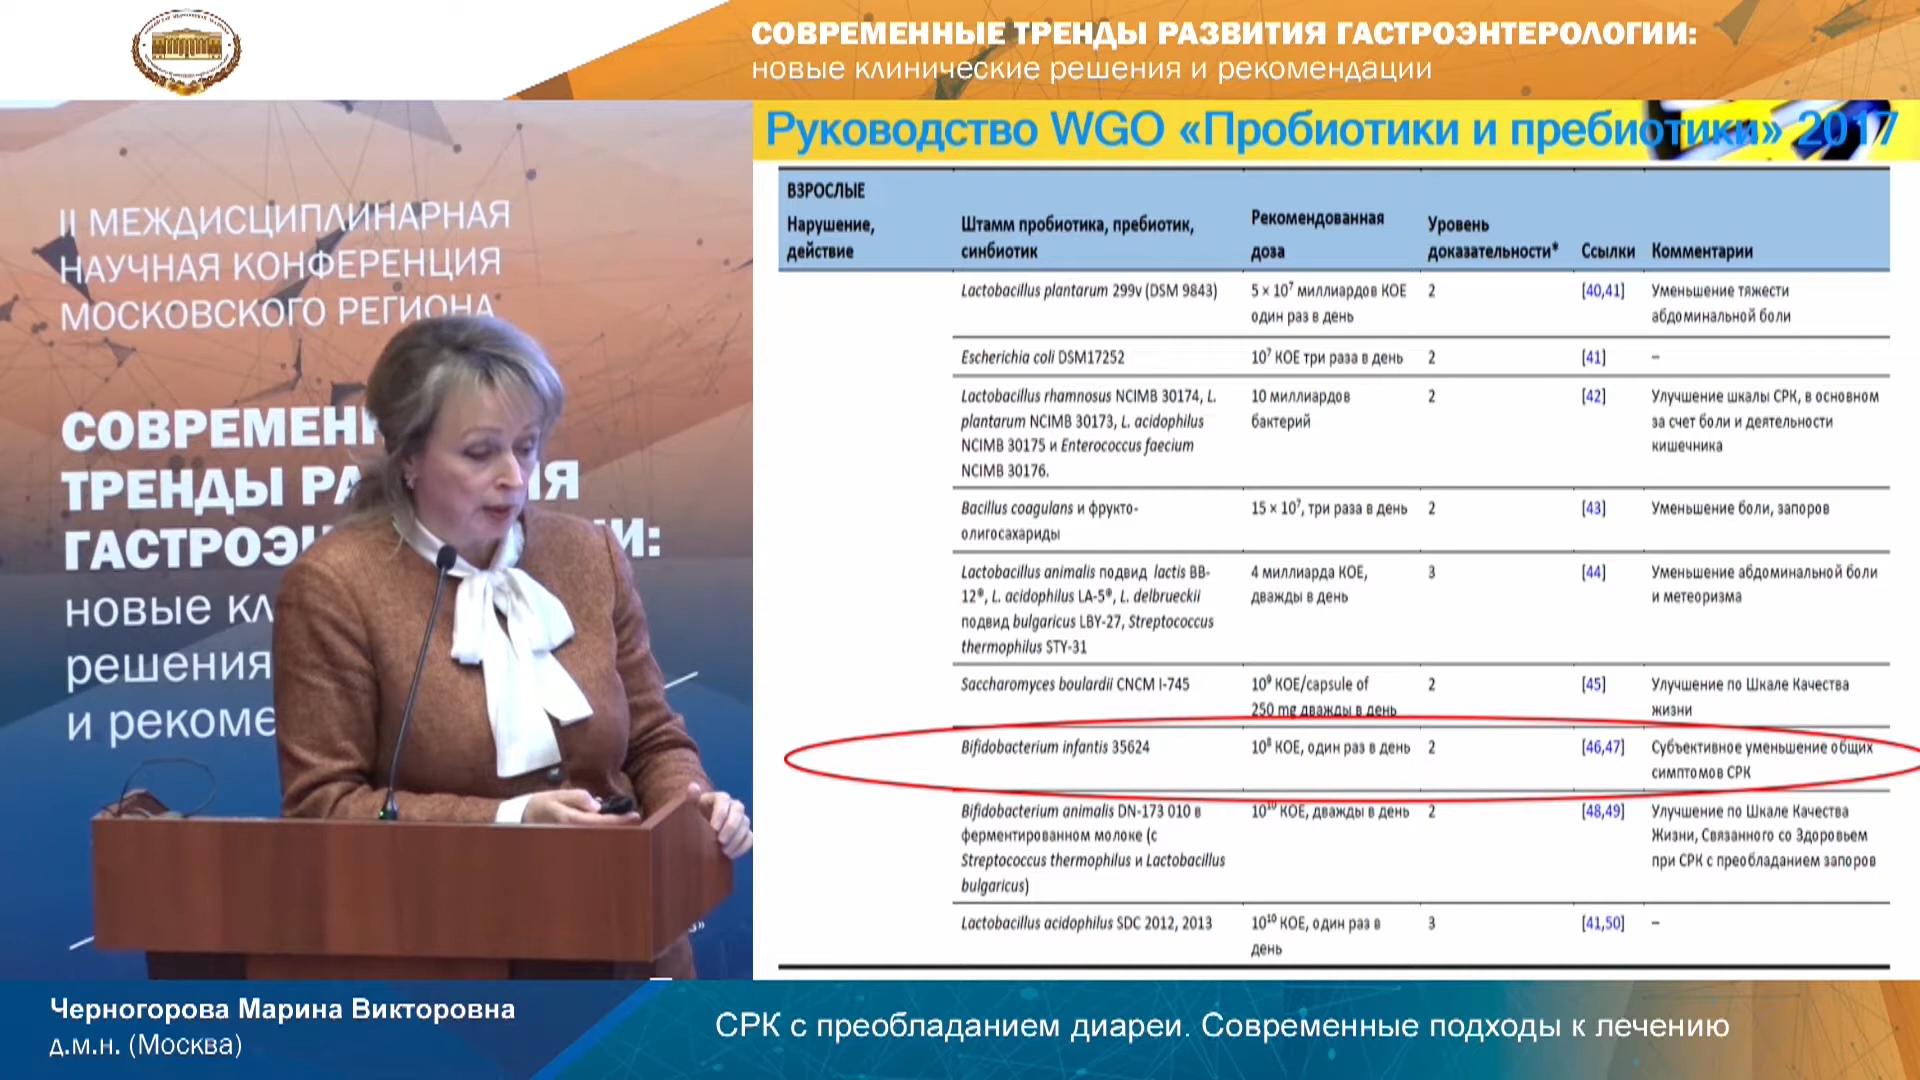 СОВРЕМЕННЫЕ ТРЕНДЫ РАЗВИТИЯ ГАСТРОЭНТЕРОЛОГИИ:
новые клинические решения и рекомендации
II МЕЖДИСЦИПЛИНАРНАЯ
НАУЧНАЯ КОНФЕРЕНЦИЯ
МОСКОВСКОГО РЕГИОНА
СОВРЕМЕН
ТРЕНДЫ РА ИЯ
ГАСТРОЭН И:
новые кл
решения
и рекоме
Руководство WGO «Пробиотики и пребиотики» 2017
ВЗРОСЛЫЕ
Нарушение,
действие
Штамм пробиотика, пребиотик,
синбиотик
Рекомендованная
доза
Уровень
доказательности*
Ссылки
Комментарии
Lactobacillus plantarum 299v (DSM 9843)
5 × 10⁷ миллиардов КОЕ
один раз в день
2
[40,41]
Уменьшение тяжести
абдоминальной боли
Escherichia coli DSM17252
10⁷ КОЕ три раза в день
2
[41]
–
Lactobacillus rhamnosus NCIMB 30174, L.
plantarum NCIMB 30173, L. acidophilus
NCIMB 30175 и Enterococcus faecium
NCIMB 30176.
10 миллиардов
бактерий
2
[42]
Улучшение шкалы СРК, в основном
за счет боли и деятельности
кишечника
Bacillus coagulans и фрукто-
олигосахариды
15 × 10⁷, три раза в день
2
[43]
Уменьшение боли, запоров
Lactobacillus animalis подвид lactis BB-
12®, L. acidophilus LA-5®, L. delbrueckii
подвид bulgaricus LBY-27, Streptococcus
thermophilus STY-31
4 миллиарда КОЕ,
дважды в день
3
[44]
Уменьшение абдоминальной боли
и метеоризма
Saccharomyces boulardii CNCM I-745
10⁹ КОЕ/capsule of
250 mg дважды в день
2
[45]
Улучшение по Шкале Качества
жизни
Bifidobacterium infantis 35624
10⁸ КОЕ, один раз в день
2
[46,47]
Субъективное уменьшение общих
симптомов СРК
Bifidobacterium animalis DN-173 010 в
ферментированном молоке (с
Streptococcus thermophilus и Lactobacillus
bulgaricus)
10¹⁰ КОЕ, дважды в день
2
[48,49]
Улучшение по Шкале Качества
Жизни, Связанного со Здоровьем
при СРК с преобладанием запоров
Lactobacillus acidophilus SDC 2012, 2013
10¹⁰ КОЕ, один раз в
день
3
[41,50]
–
Черногорова Марина Викторовна
д.м.н. (Москва)
СРК с преобладанием диареи. Современные подходы к лечению